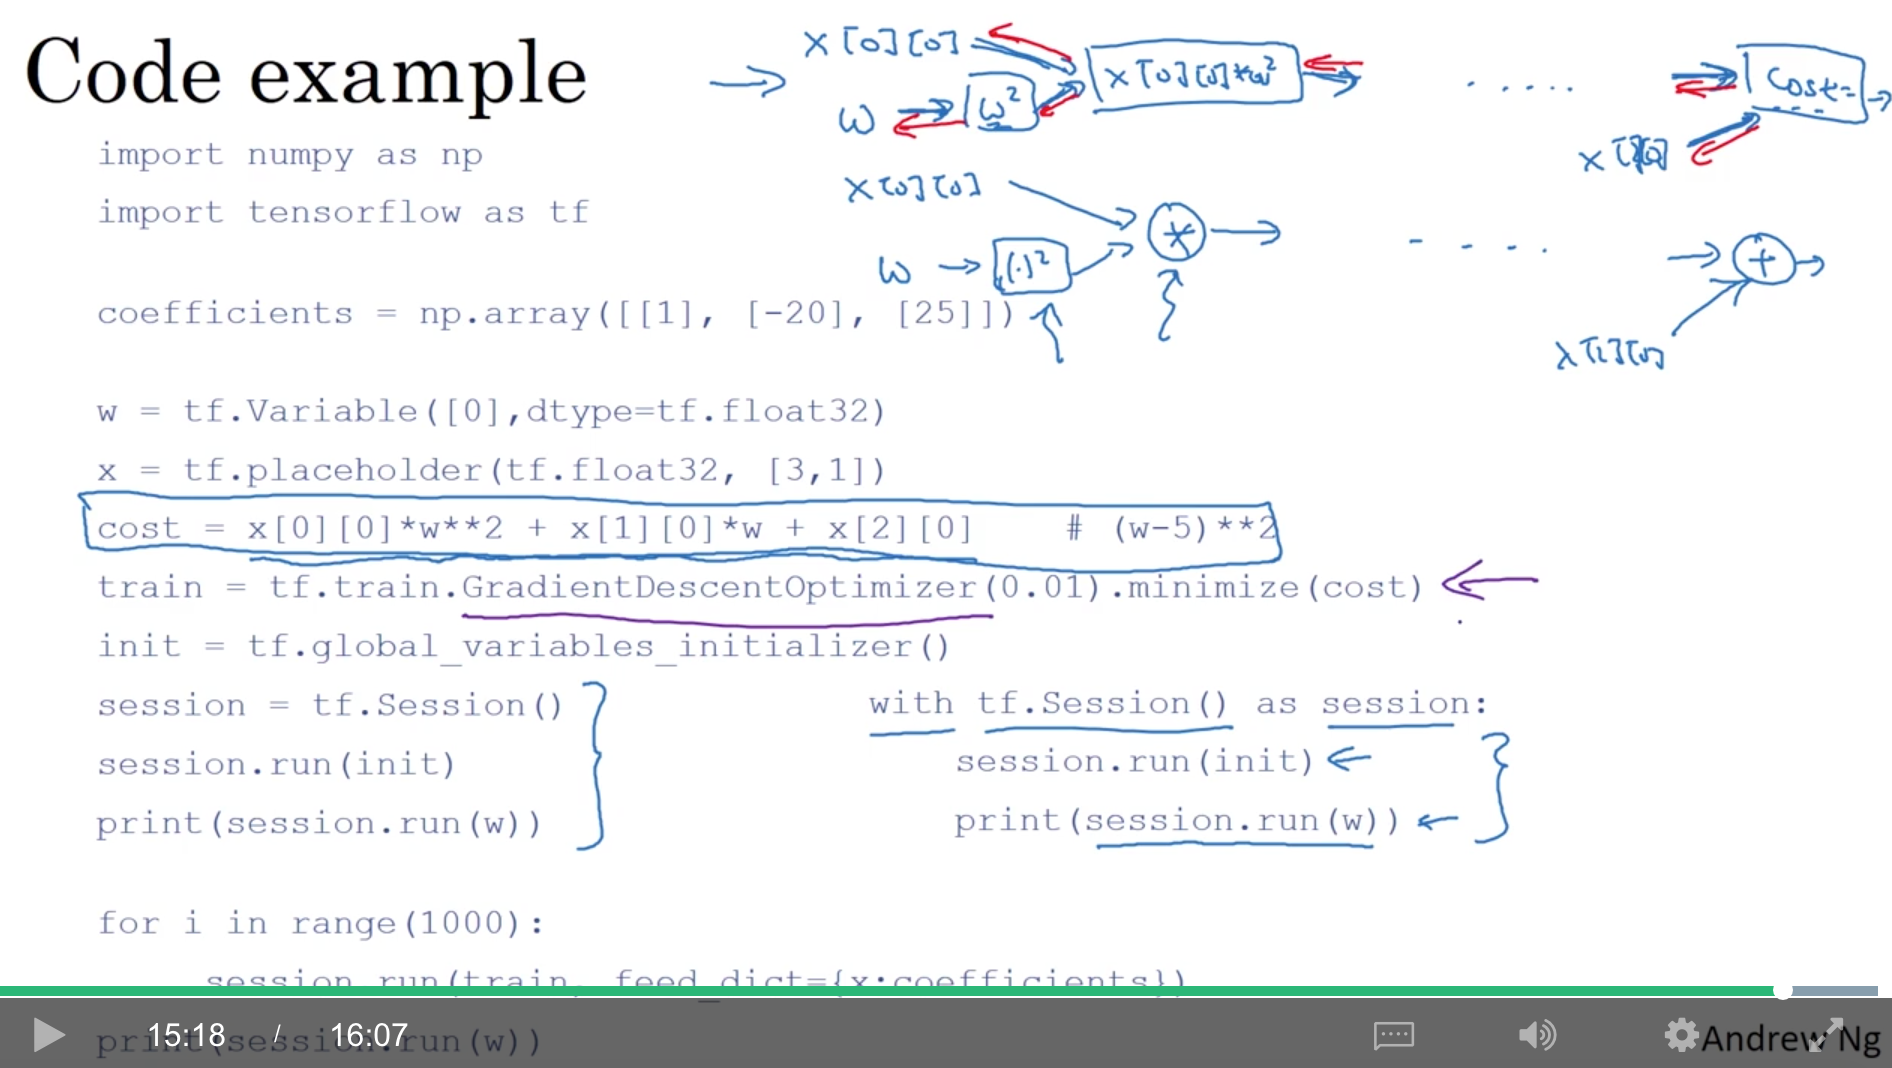 Code example
x[0][0]
w
w²
x[0][0]*w²
.....
cost=
x[0][0]
*
w
(.)²
+
x[1][0]
import numpy as np
import tensorflow as tf
coefficients = np.array([[1], [-20], [25]])
w = tf.Variable([0],dtype=tf.float32)
x = tf.placeholder(tf.float32, [3,1])
cost = x[0][0]*w**2 + x[1][0]*w + x[2][0]    # (w-5)**2
train = tf.train.GradientDescentOptimizer(0.01).minimize(cost)
init = tf.global_variables_initializer()
session = tf.Session()
session.run(init)
print(session.run(w))
with tf.Session() as session:
session.run(init)
print(session.run(w))
for i in range(1000):
session.run(train, feed_dict={x:coefficients})
print(session.run(w))
15:18 / 16:07
Andrew Ng